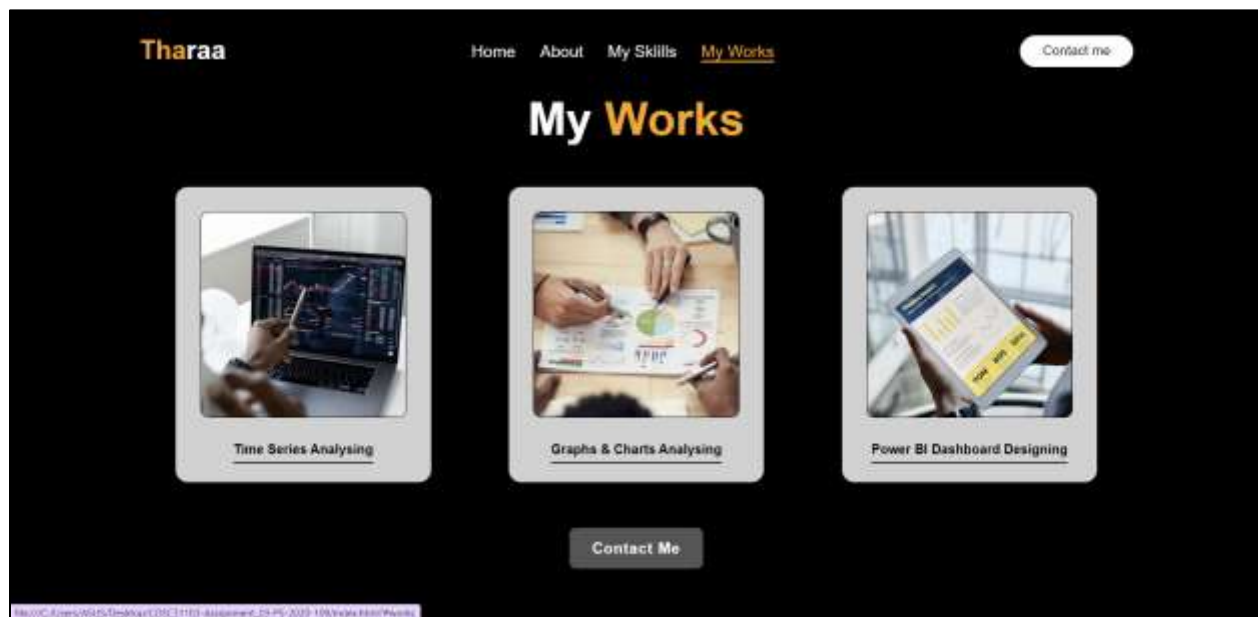 Tharaa
Home About My Sklills My Works
Contact me
My Works
Time Series Analysing
Graphs & Charts Analysing
Power BI Dashboard Designing
Contact Me